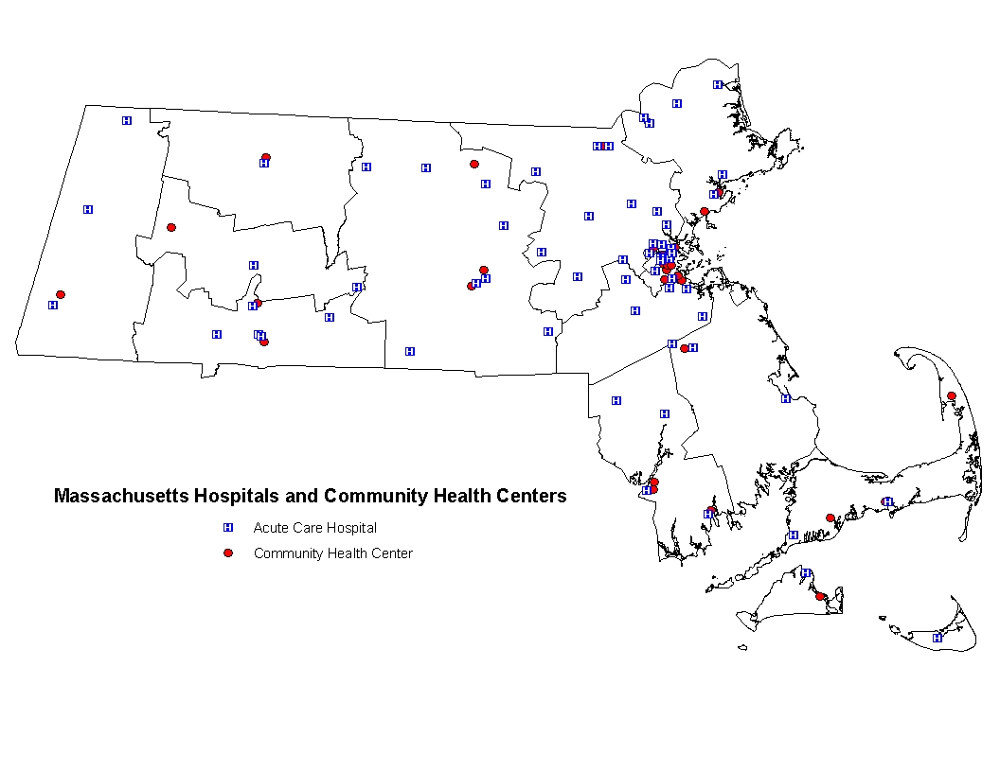 Massachusetts Hospitals and Community Health Centers
H Acute Care Hospital
Community Health Center